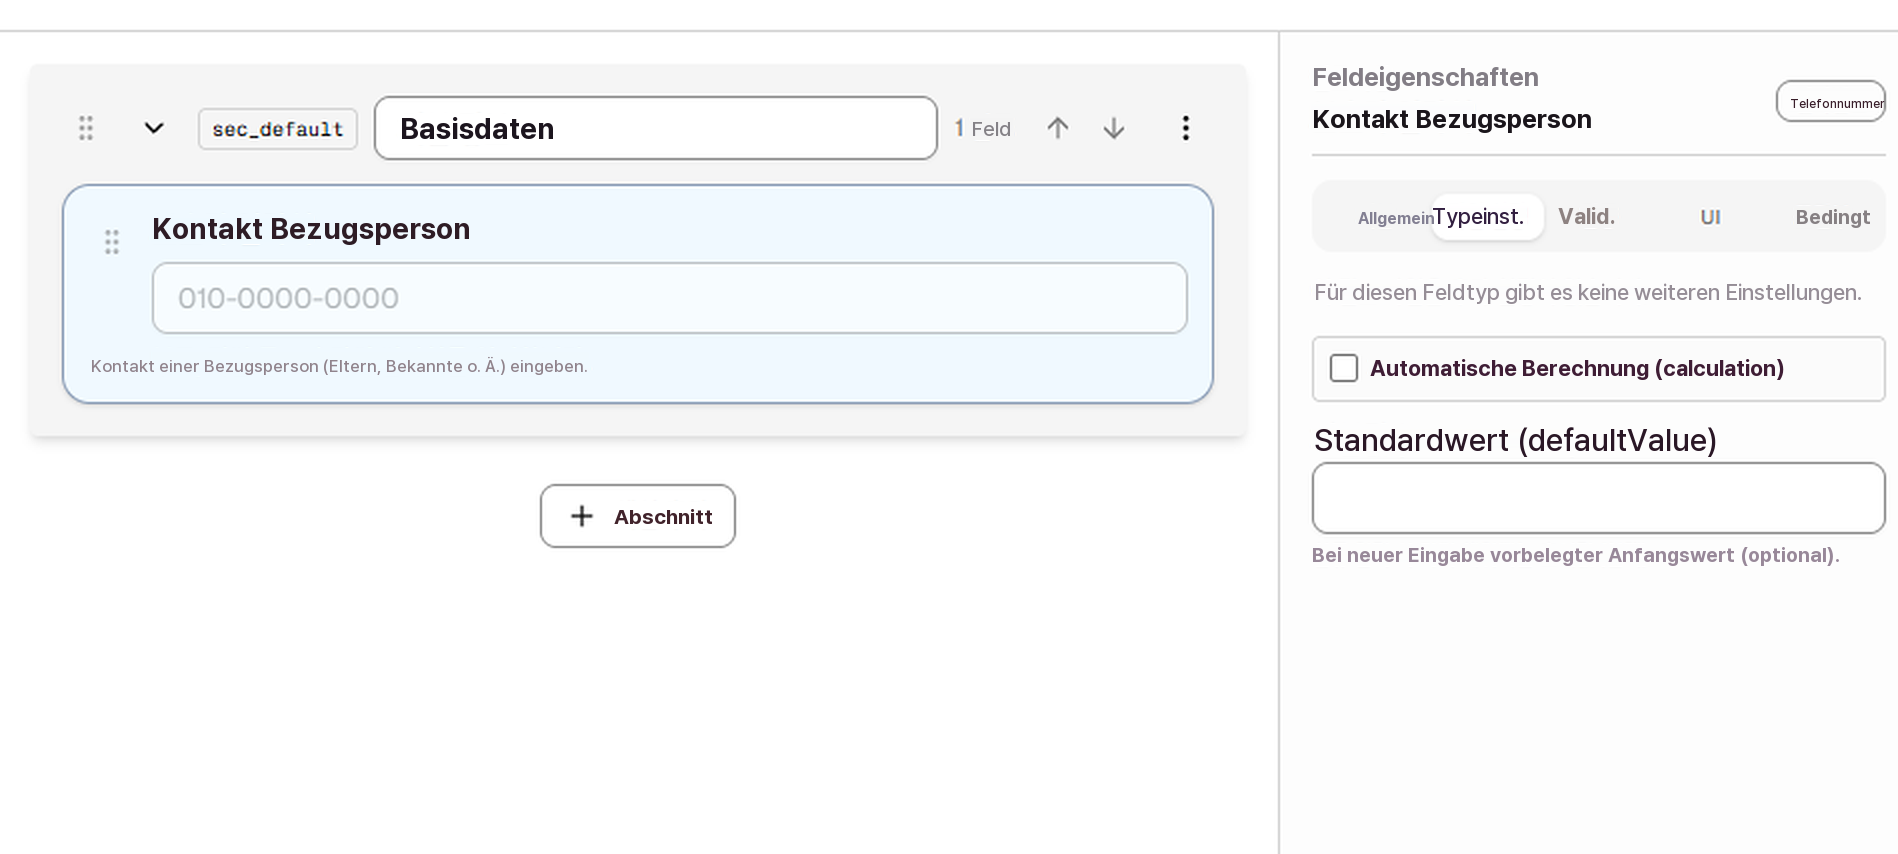 sec_default
Basisdaten
1 Feld
Kontakt Bezugsperson
010-0000-0000
Kontakt einer Bezugsperson (Eltern, Bekannte o. Ä.) eingeben.
Abschnitt
Feldeigenschaften
Kontakt Bezugsperson
Telefonnummer
Allgemein
Typeinst.
Valid.
UI
Bedingt
Für diesen Feldtyp gibt es keine weiteren Einstellungen.
Automatische Berechnung (calculation)
Standardwert (defaultValue)
Bei neuer Eingabe vorbelegter Anfangswert (optional).